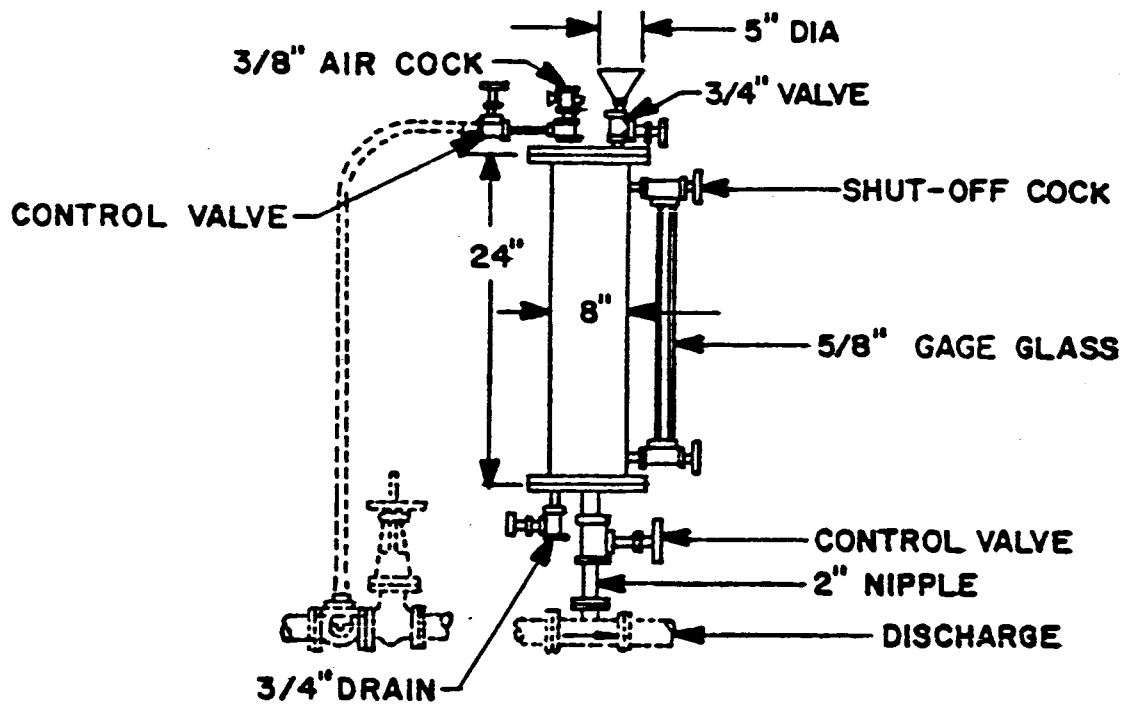 5" DIA
3/8" AIR COCK
3/4" VALVE
SHUT-OFF COCK
CONTROL VALVE
24"
8"
5/8" GAGE GLASS
CONTROL VALVE
2" NIPPLE
DISCHARGE
3/4" DRAIN